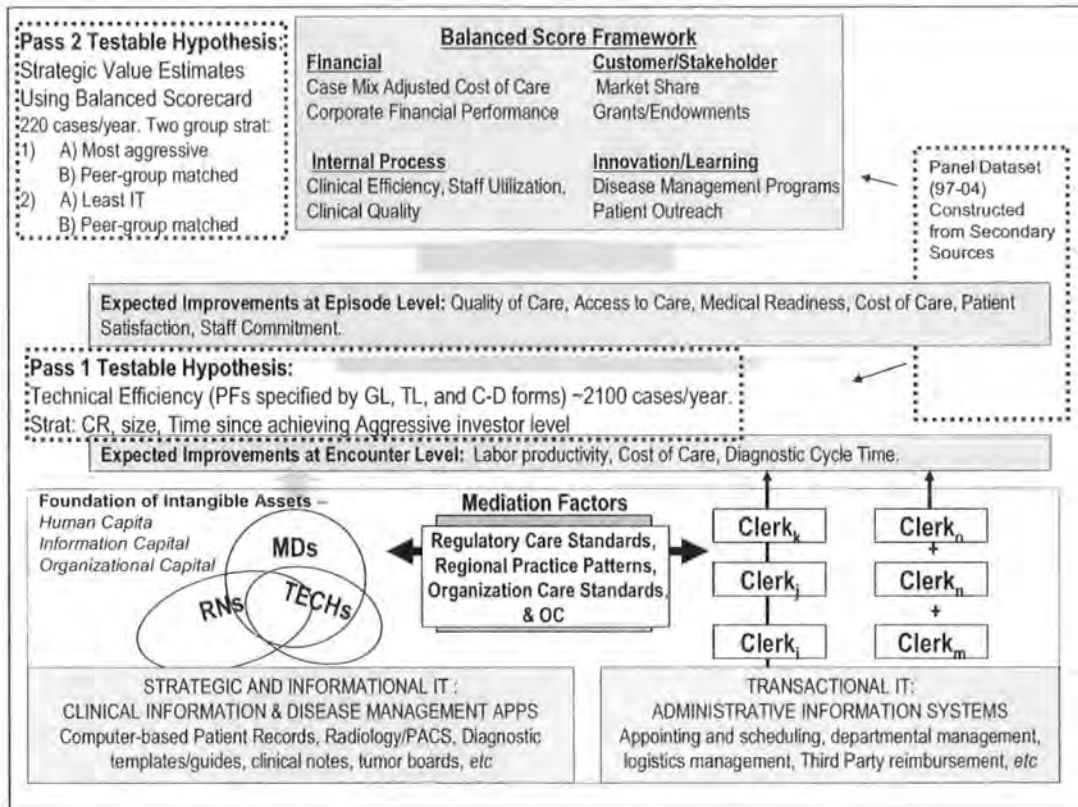 Pass 2 Testable Hypothesis:
Strategic Value Estimates
Using Balanced Scorecard
220 cases/year. Two group strat:
1) A) Most aggressive
B) Peer-group matched
2) A) Least IT
B) Peer-group matched
Balanced Score Framework
Financial
Case Mix Adjusted Cost of Care
Corporate Financial Performance
Customer/Stakeholder
Market Share
Grants/Endowments
Internal Process
Clinical Efficiency, Staff Utilization,
Clinical Quality
Innovation/Learning
Disease Management Programs
Patient Outreach
Panel Dataset
(97-04)
Constructed
from Secondary
Sources
Expected Improvements at Episode Level: Quality of Care, Access to Care, Medical Readiness, Cost of Care, Patient
Satisfaction, Staff Commitment.
Pass 1 Testable Hypothesis:
Technical Efficiency (PFs specified by GL, TL, and C-D forms) ~2100 cases/year.
Strat: CR, size, Time since achieving Aggressive investor level
Expected Improvements at Encounter Level: Labor productivity, Cost of Care, Diagnostic Cycle Time.
Foundation of Intangible Assets –
Human Capita
Information Capital
Organizational Capital
MDs
RNs
TECHs
Mediation Factors
Regulatory Care Standards,
Regional Practice Patterns,
Organization Care Standards,
& OC
Clerkk
Clerkj
Clerki
Clerko
+
Clerkn
+
Clerkm
STRATEGIC AND INFORMATIONAL IT :
CLINICAL INFORMATION & DISEASE MANAGEMENT APPS
Computer-based Patient Records, Radiology/PACS, Diagnostic
templates/guides, clinical notes, tumor boards, etc
TRANSACTIONAL IT:
ADMINISTRATIVE INFORMATION SYSTEMS
Appointing and scheduling, departmental management,
logistics management, Third Party reimbursement, etc